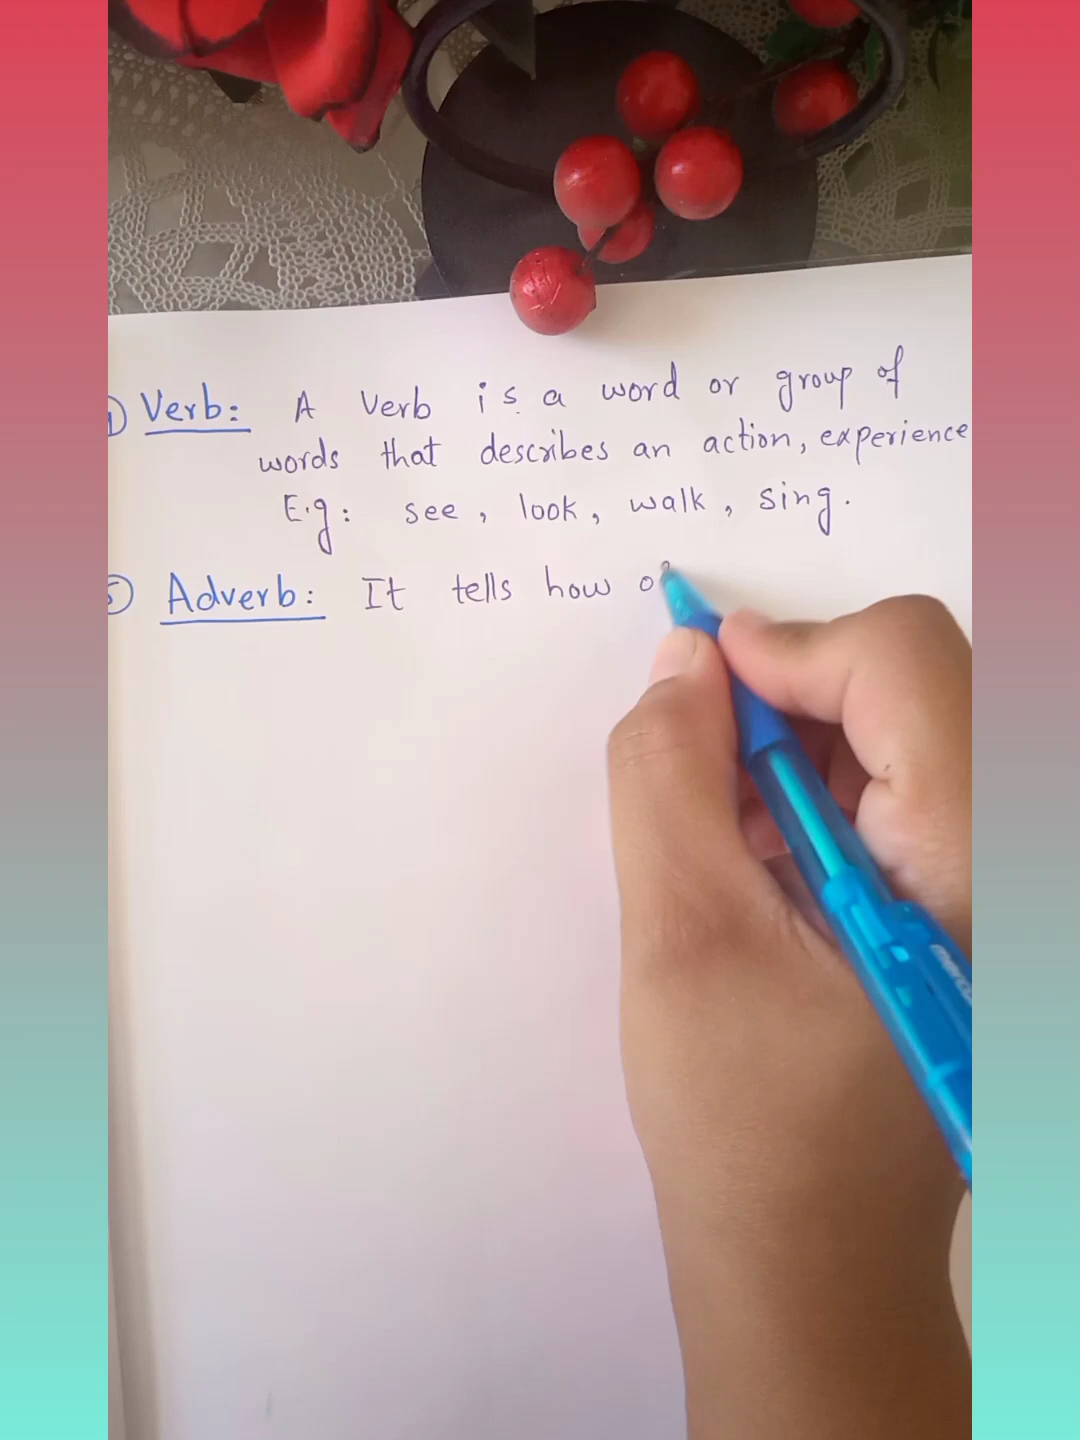 Verb: A verb is a word or group of
words that describes an action, experience
E.g: see, look, walk, sing.
Adverb: It tells how